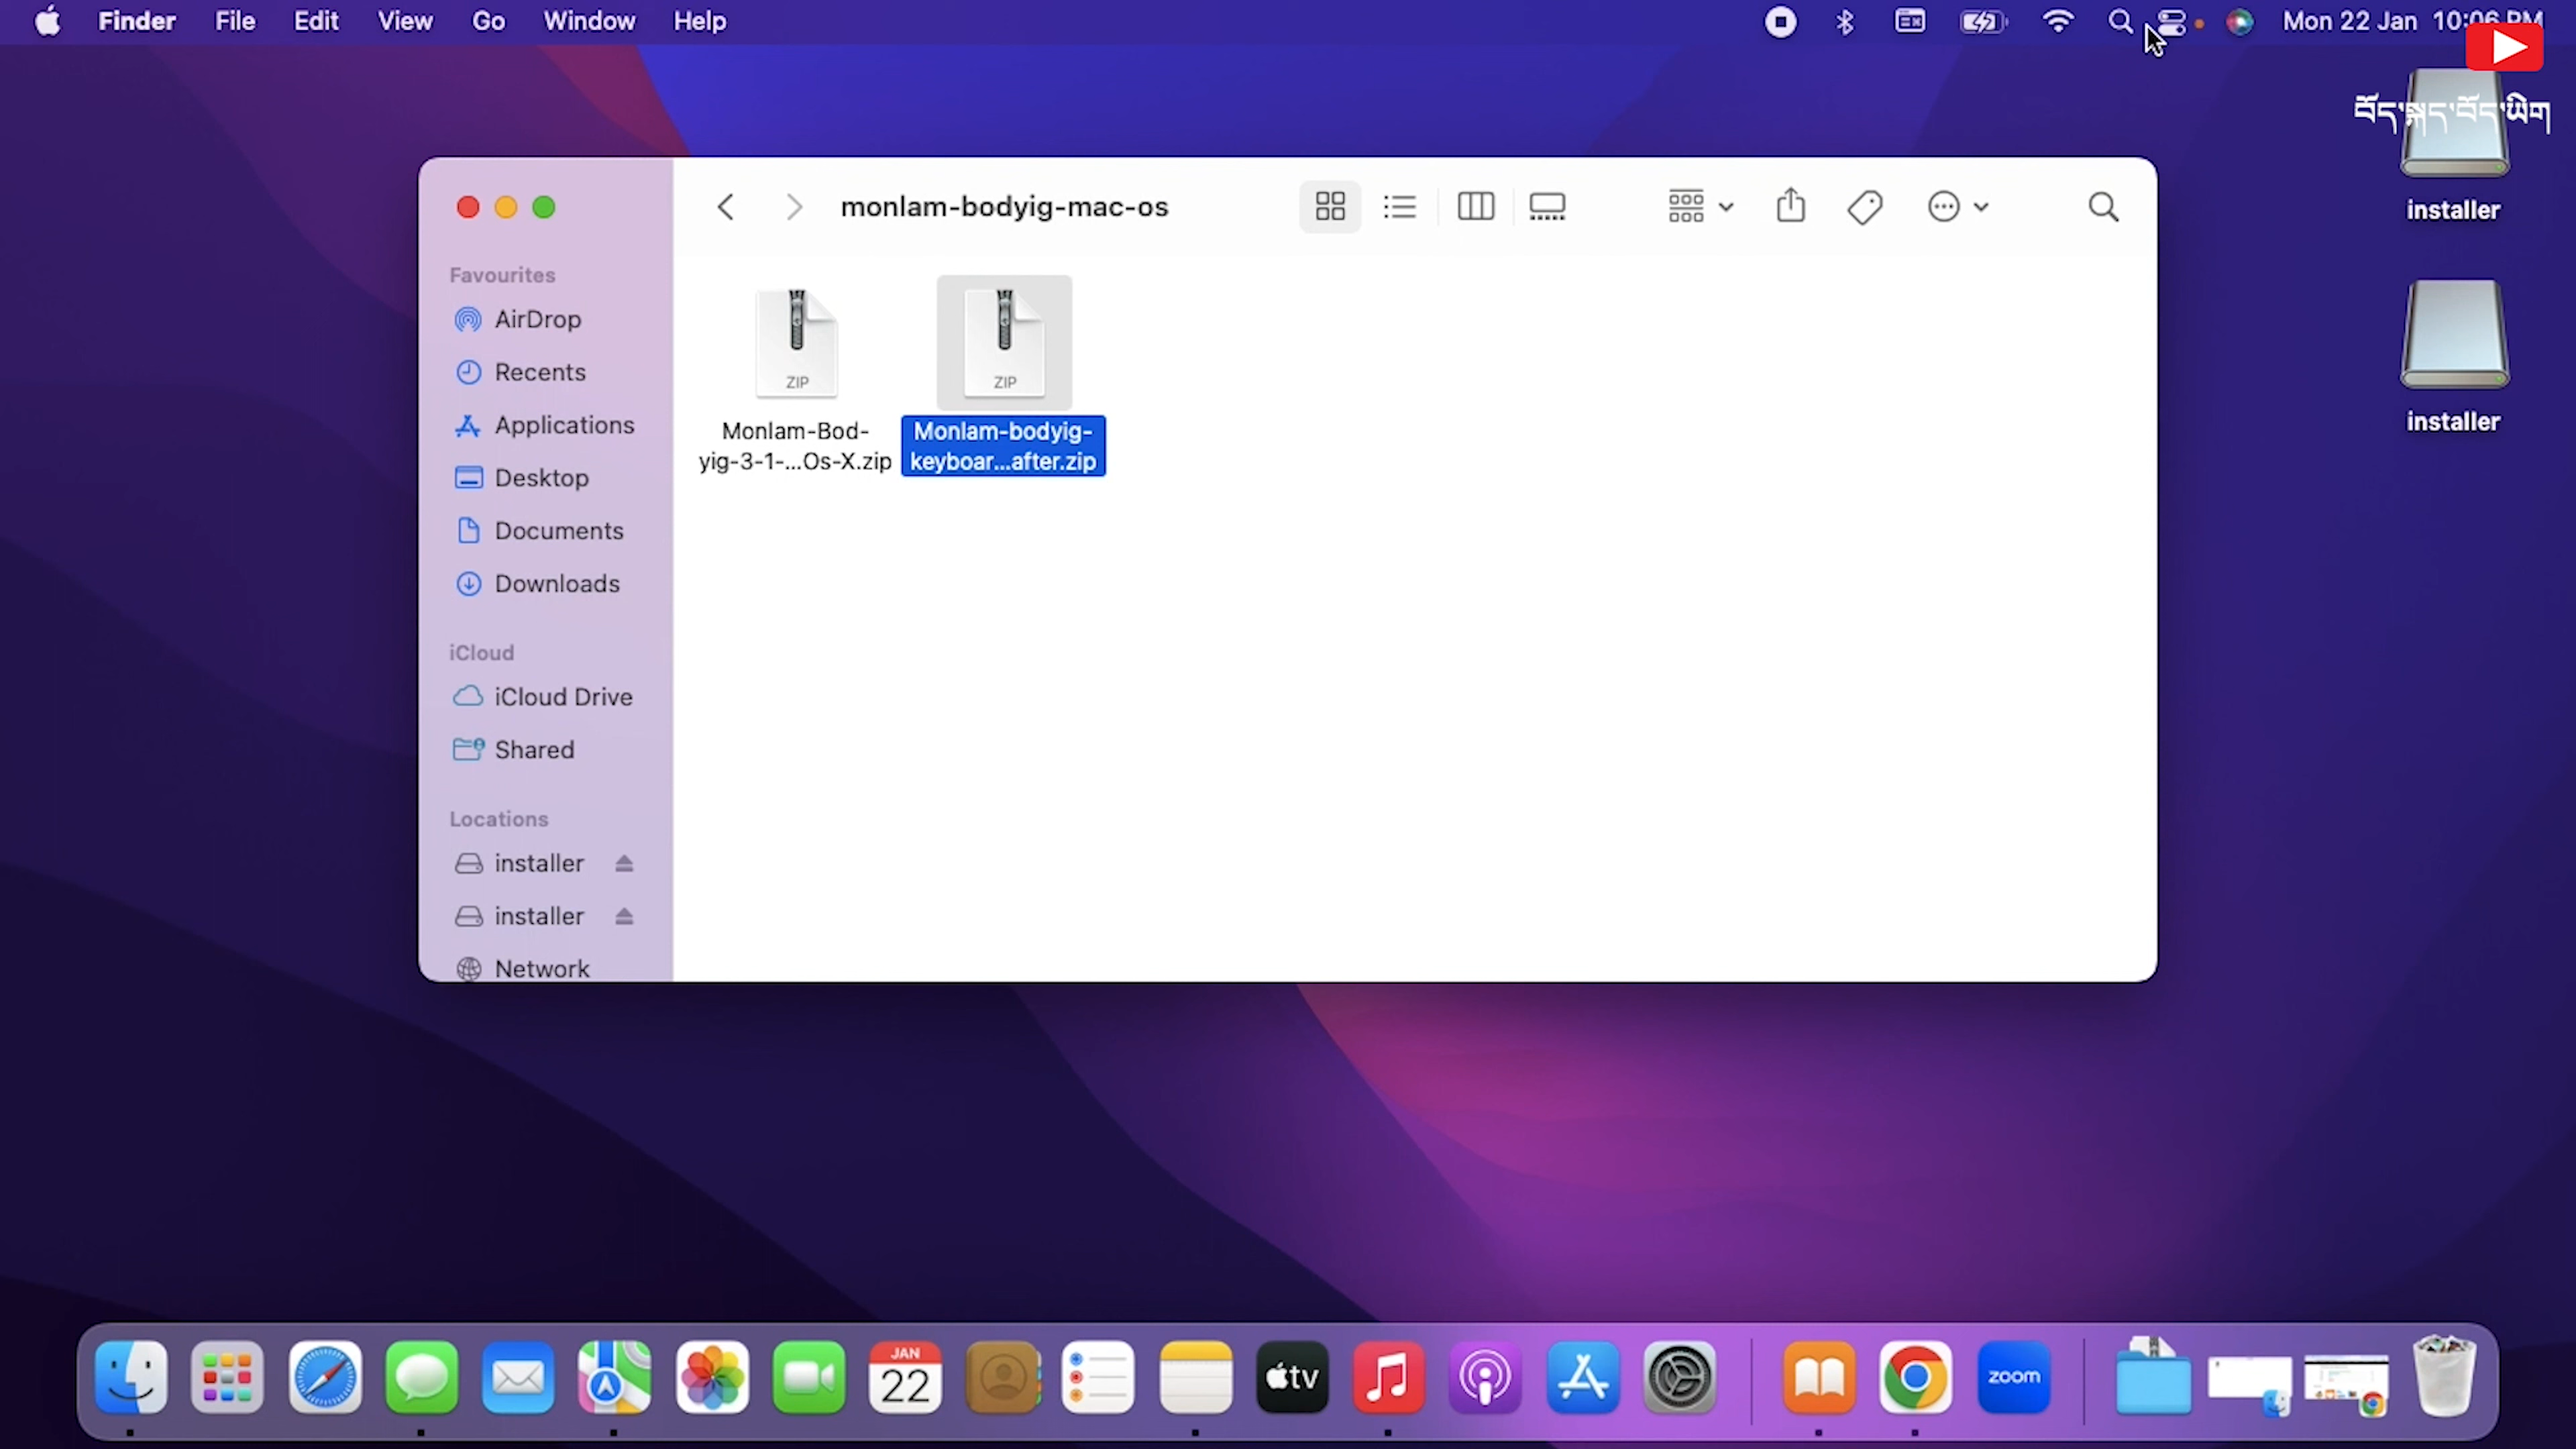 Finder File Edit View Go Window Help Mon 22 Jan
བོད་སྐད་བོད་ཡིག
installer
installer
monlam-bodyig-mac-os
Favourites
AirDrop
Recents
Applications
Desktop
Documents
Downloads
iCloud
iCloud Drive
Shared
Locations
installer
installer
Network
ZIP
Monlam-Bod-
yig-3-1-...Os-X.zip
ZIP
Monlam-bodyig-
keyboar...after.zip
JAN
22
tv
zoom